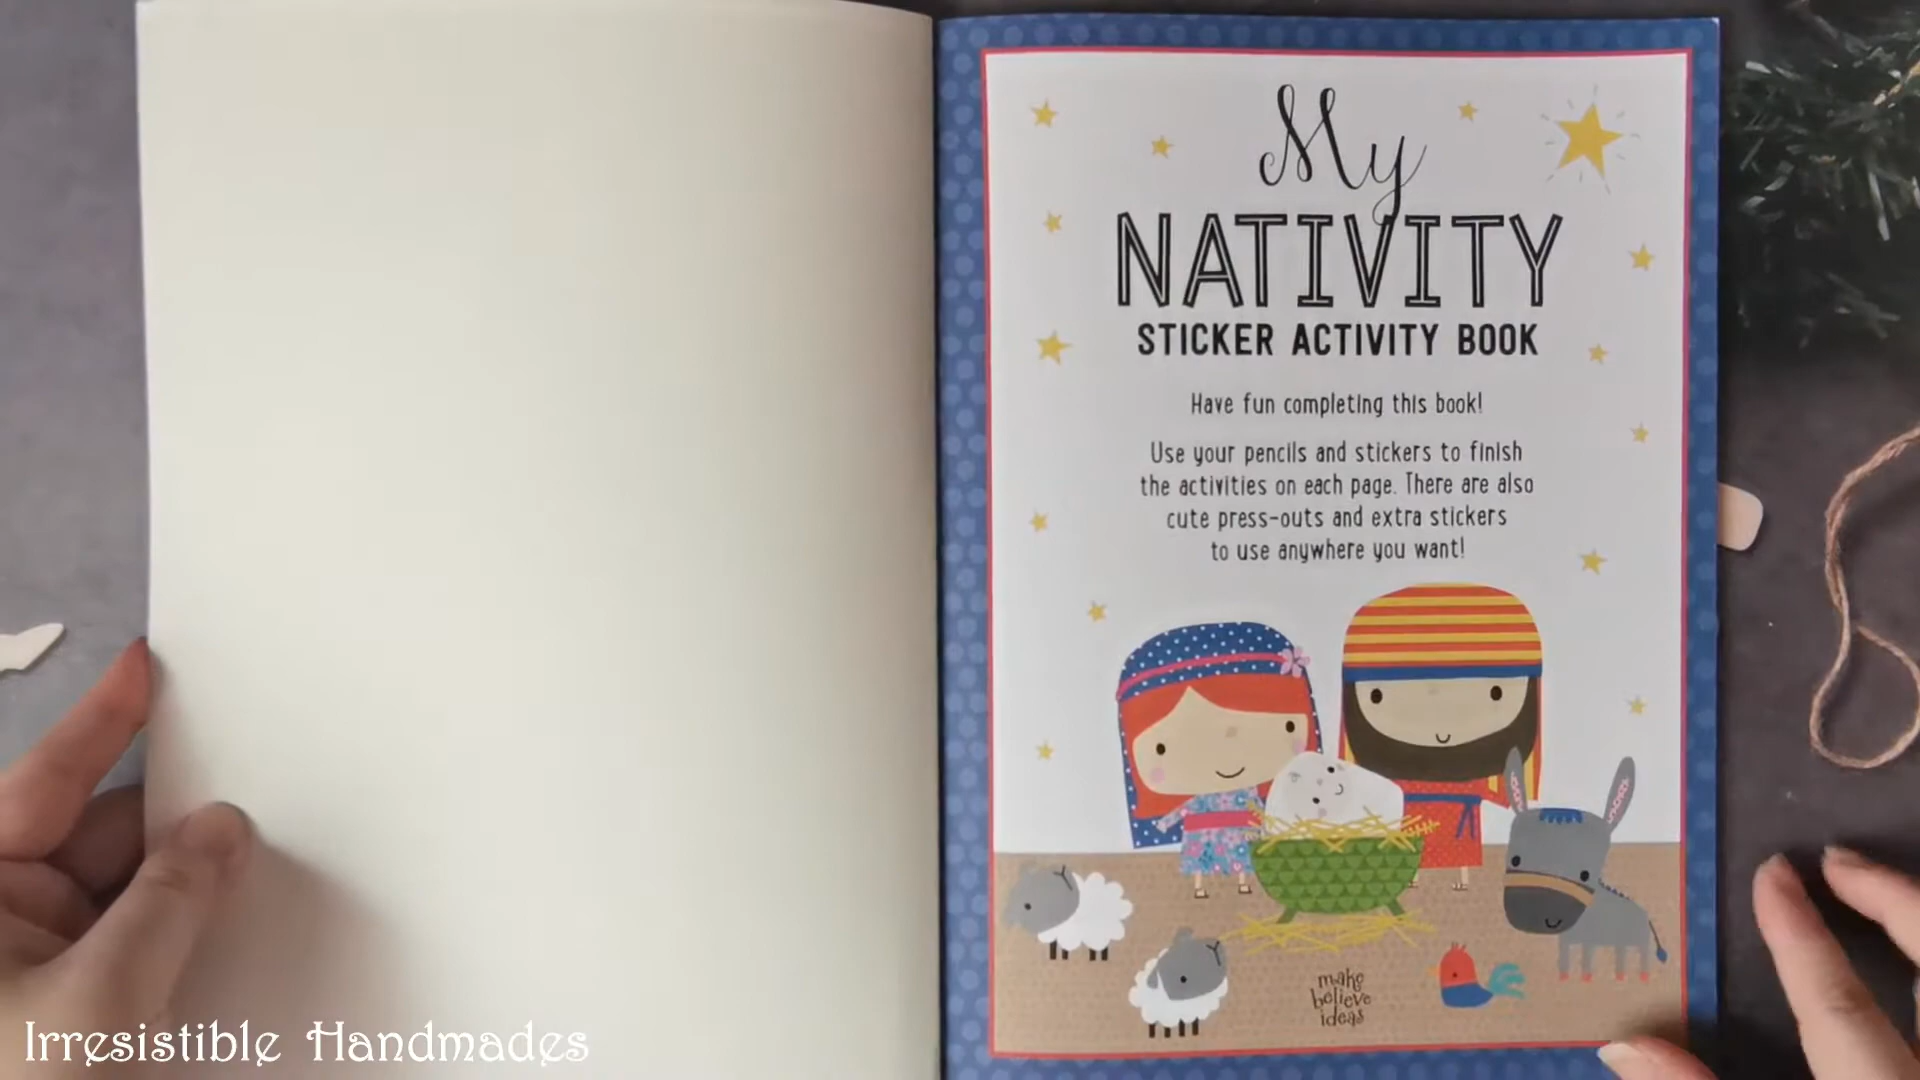 My
NATIVITY
STICKER ACTIVITY BOOK
Have fun completing this book!
Use your pencils and stickers to finish
the activities on each page. There are also
cute press-outs and extra stickers
to use anywhere you want!
make
believe
ideas
Irresistible Handmades